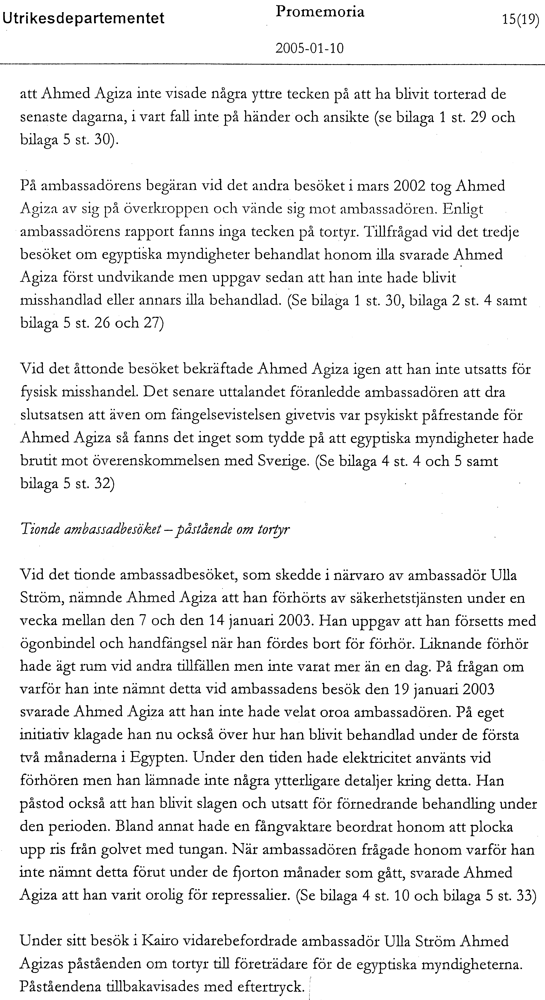 Utrikesdepartementet
Promemoria
15(19)
2005-01-10
att Ahmed Agiza inte visade några yttre tecken på att ha blivit torterad de
senaste dagarna, i vart fall inte på händer och ansikte (se bilaga 1 st. 29 och
bilaga 5 st. 30).
På ambassadörens begäran vid det andra besöket i mars 2002 tog Ahmed
Agiza av sig på överkroppen och vände sig mot ambassadören. Enligt
ambassadörens rapport fanns inga tecken på tortyr. Tillfrågad vid det tredje
besöket om egyptiska myndigheter behandlat honom illa svarade Ahmed
Agiza först undvikande men uppgav sedan att han inte hade blivit
misshandlad eller annars illa behandlad. (Se bilaga 1 st. 30, bilaga 2 st. 4 samt
bilaga 5 st. 26 och 27)
Vid det åttonde besöket bekräftade Ahmed Agiza igen att han inte utsatts för
fysisk misshandel. Det senare uttalandet föranledde ambassadören att dra
slutsatsen att även om fängelsevistelsen givetvis var psykiskt påfrestande för
Ahmed Agiza så fanns det inget som tydde på att egyptiska myndigheter hade
brutit mot överenskommelsen med Sverige. (Se bilaga 4 st. 4 och 5 samt
bilaga 5 st. 32)
Tionde ambassadbesöket – påstående om tortyr
Vid det tionde ambassadbesöket, som skedde i närvaro av ambassadör Ulla
Ström, nämnde Ahmed Agiza att han förhörts av säkerhetstjänsten under en
vecka mellan den 7 och den 14 januari 2003. Han uppgav att han försetts med
ögonbindel och handfängsel när han fördes bort för förhör. Liknande förhör
hade ägt rum vid andra tillfällen men inte varat mer än en dag. På frågan om
varför han inte nämnt detta vid ambassadens besök den 19 januari 2003
svarade Ahmed Agiza att han inte hade velat oroa ambassadören. På eget
initiativ klagade han nu också över hur han blivit behandlad under de första
två månaderna i Egypten. Under den tiden hade elektricitet använts vid
förhören men han lämnade inte några ytterligare detaljer kring detta. Han
påstod också att han blivit slagen och utsatt för förnedrande behandling under
den perioden. Bland annat hade en fångvaktare beordrat honom att plocka
upp ris från golvet med tungan. När ambassadören frågade honom varför han
inte nämnt detta förut under de fjorton månader som gått, svarade Ahmed
Agiza att han varit orolig för repressalier. (Se bilaga 4 st. 10 och bilaga 5 st. 33)
Under sitt besök i Kairo vidarebefordrade ambassadör Ulla Ström Ahmed
Agizas påståenden om tortyr till företrädare för de egyptiska myndigheterna.
Påståendena tillbakavisades med eftertryck.